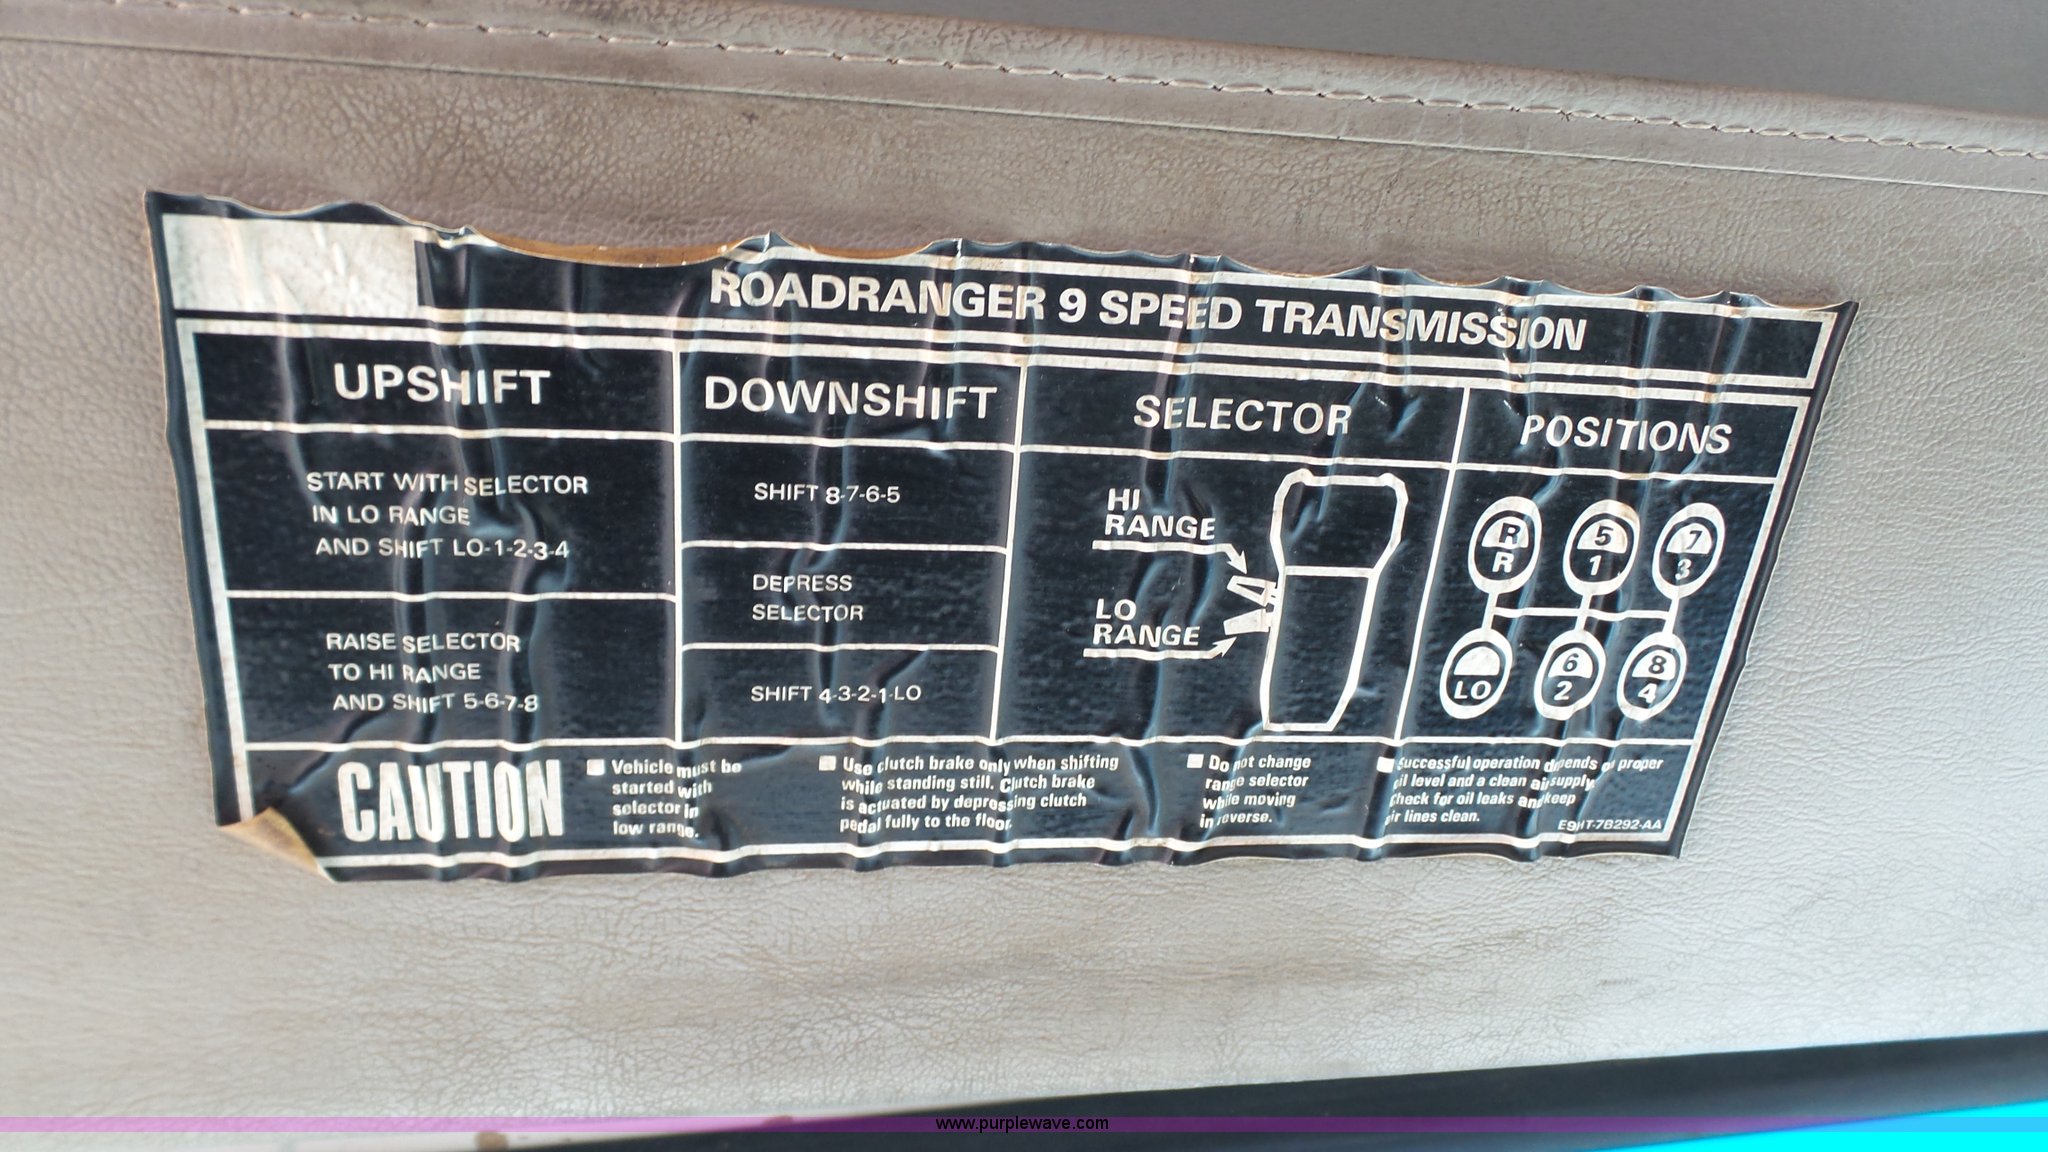 ROADRANGER 9 SPEED TRANSMISSION
UPSHIFT
START WITH SELECTOR
IN LO RANGE
AND SHIFT LO-1-2-3-4
RAISE SELECTOR
TO HI RANGE
AND SHIFT 5-6-7-8
DOWNSHIFT
SHIFT 8-7-6-5
DEPRESS
SELECTOR
SHIFT 4-3-2-1-LO
SELECTOR
HI
RANGE
LO
RANGE
POSITIONS
R 5 7
R 1 3
6 8
LO 2 4
CAUTION
Vehicle must be
started with
selector in
low range.
Use clutch brake only when shifting
while standing still. Clutch brake
is actuated by depressing clutch
pedal fully to the floor.
Do not change
range selector
while moving
in reverse.
Successful operation depends on proper
oil level and a clean air supply.
Check for oil leaks and keep
air lines clean.
E9HT-7B292-AA
www.purplewave.com